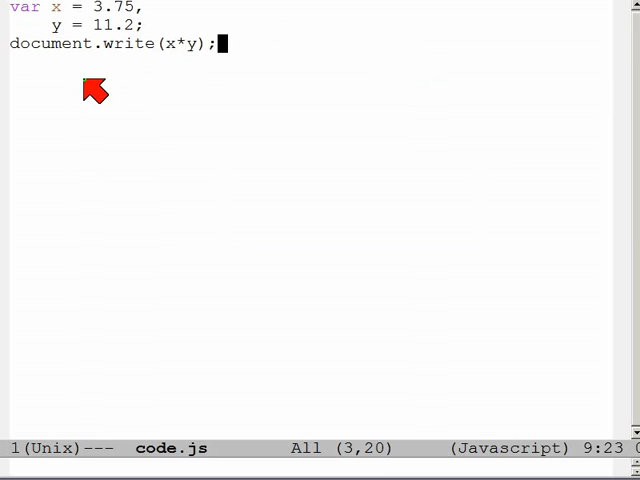 var x = 3.75,
    y = 11.2;
document.write(x*y);
1(Unix)---  code.js        All (3,20)      (Javascript) 9:23